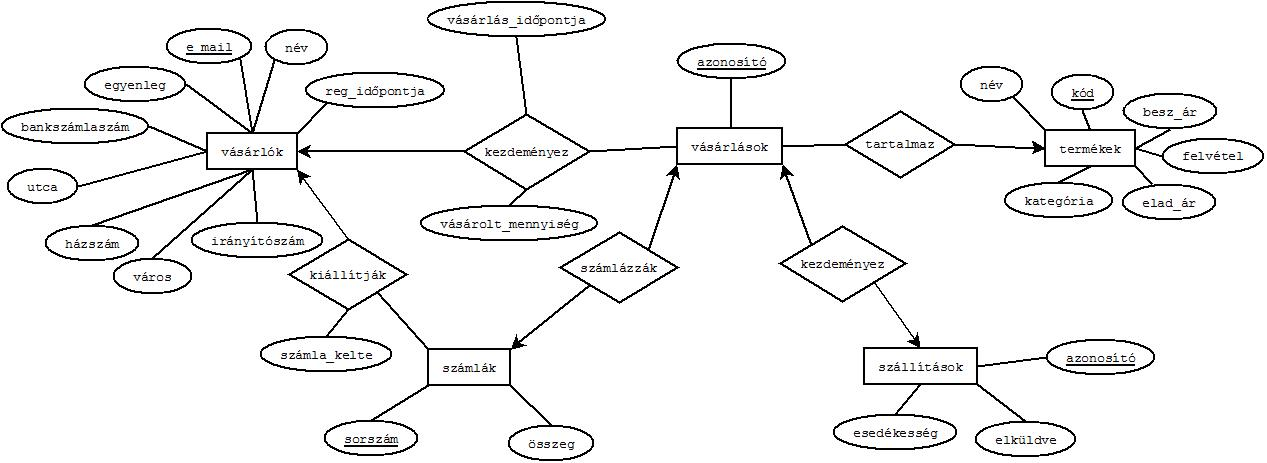 vásárlás_időpontja
e_mail
név
azonosító
egyenleg
reg_időpontja
név
kód
besz_ár
bankszámlaszám
vásárlók
kezdeményez
vásárlások
tartalmaz
termékek
felvétel
utca
kategória
elad_ár
vásárolt_mennyiség
házszám
irányítószám
város
kiállítják
számlázzák
kezdeményez
számla_kelte
számlák
szállítások
azonosító
sorszám
összeg
esedékesség
elküldve